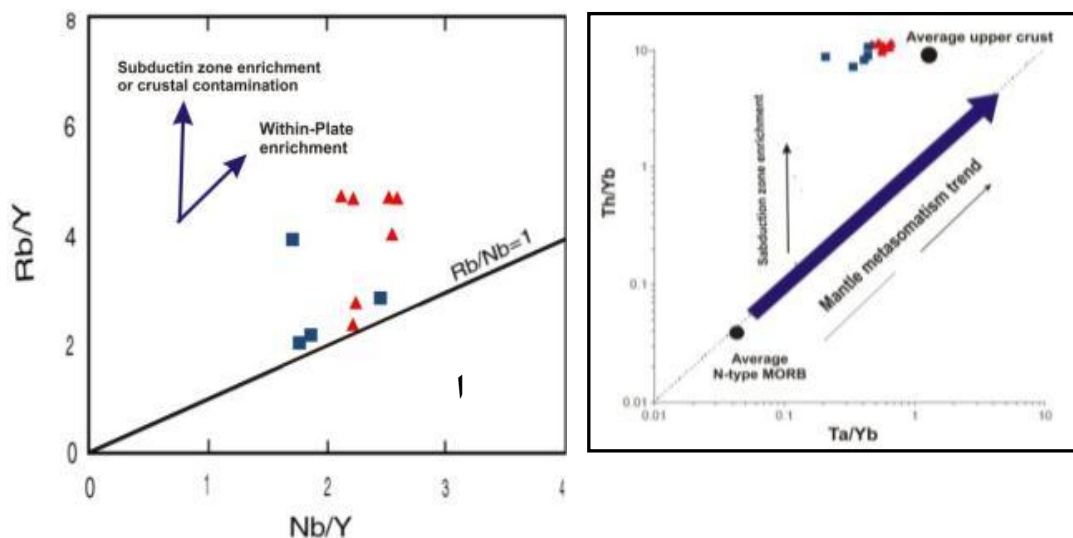 8
6
4
2
0
Rb/Y
Subductin zone enrichment
or crustal contamination
Within-Plate
enrichment
Rb/Nb=1
0
1
2
3
4
Nb/Y
10
1
0.1
0.01
Th/Yb
Average upper crust
Sabduction zone enrichment
Mantle metasomatism trend
Average
N-type MORB
0.01
0.1
1
10
Ta/Yb